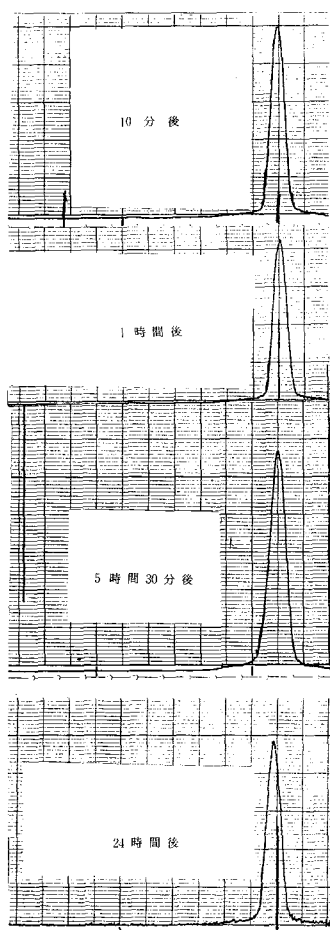 10 分 後
1 時 間 後
5 時 間 30 分 後
24 時 間 後